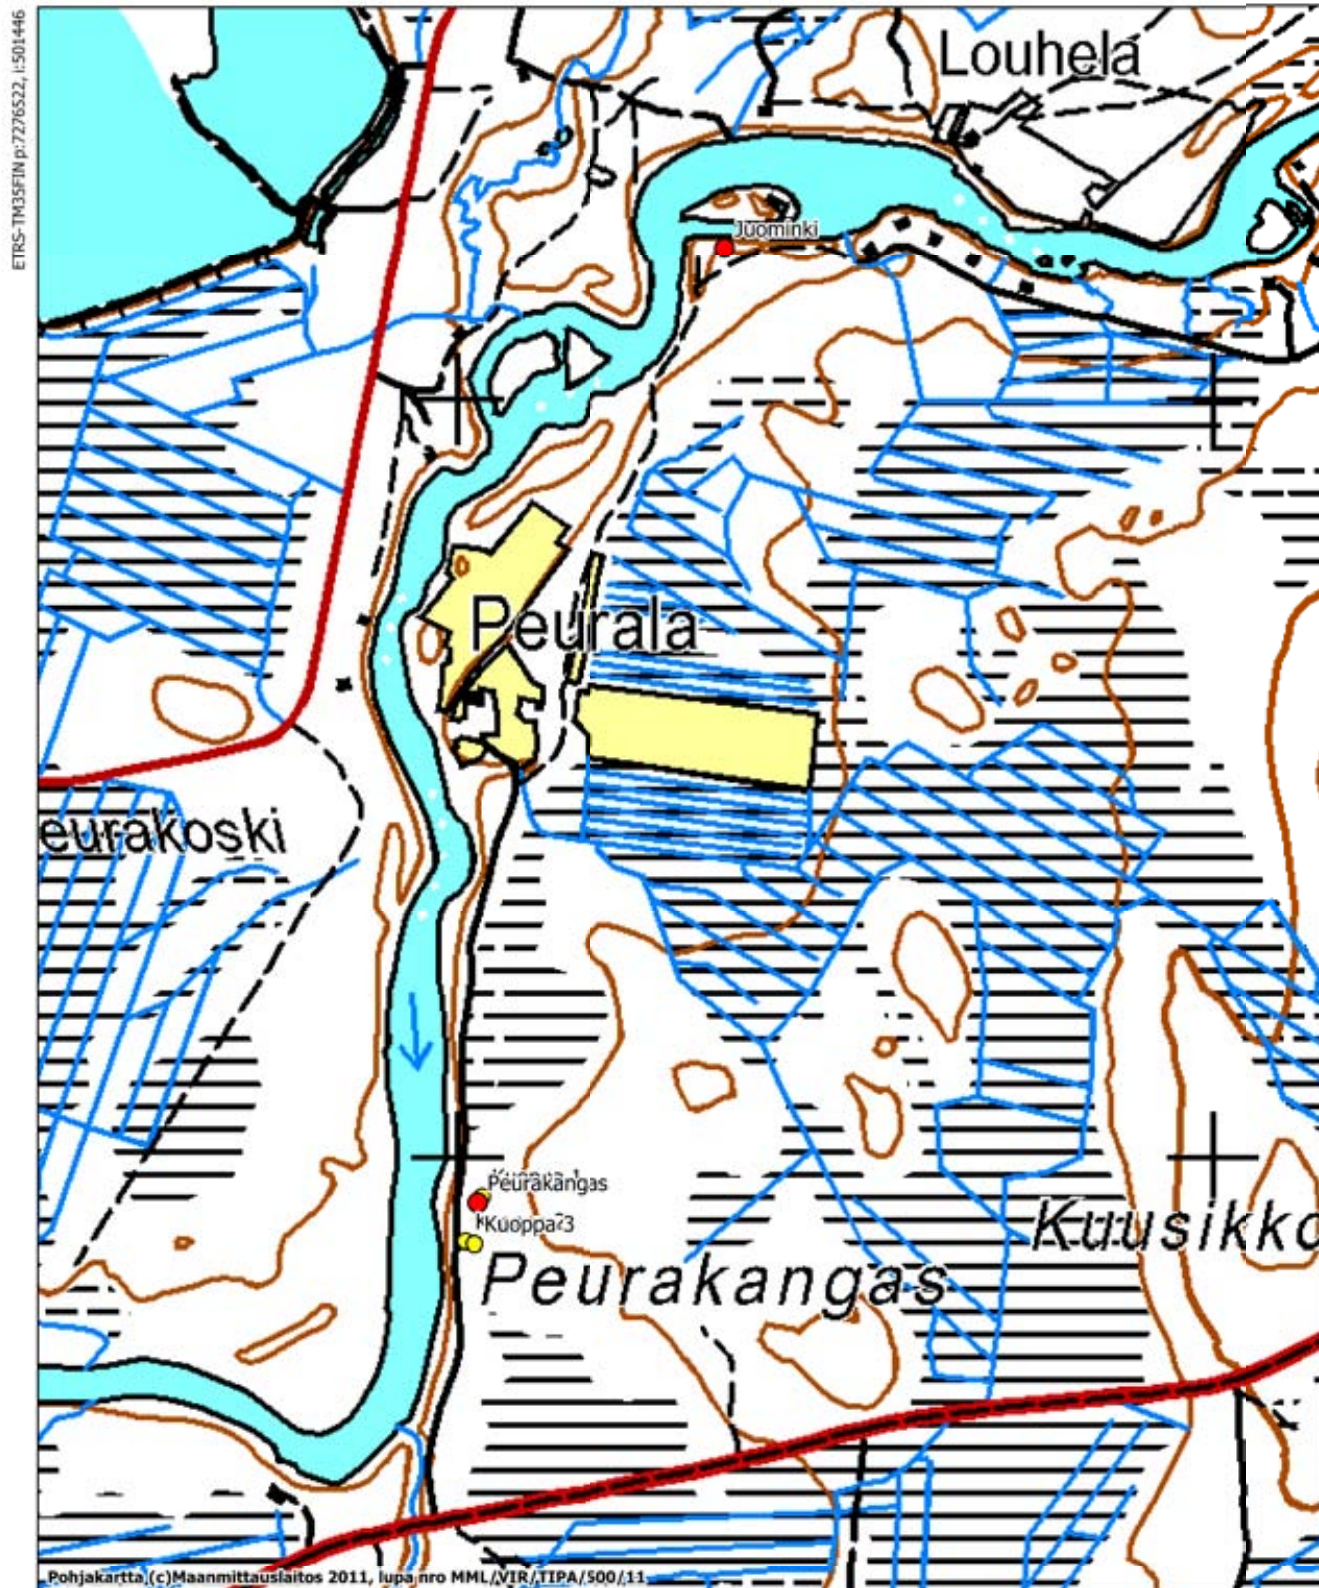 ETRS-TM35FIN p:7276522, i:501446
Louhela
Juominki
Peurala
eurakoski
Peurakangas
Kuoppa 3
Kuusikko
Peurakangas
Pohjakartta (c)Maanmittauslaitos 2011, lupa nro MML/VIR/TIPA/500/11